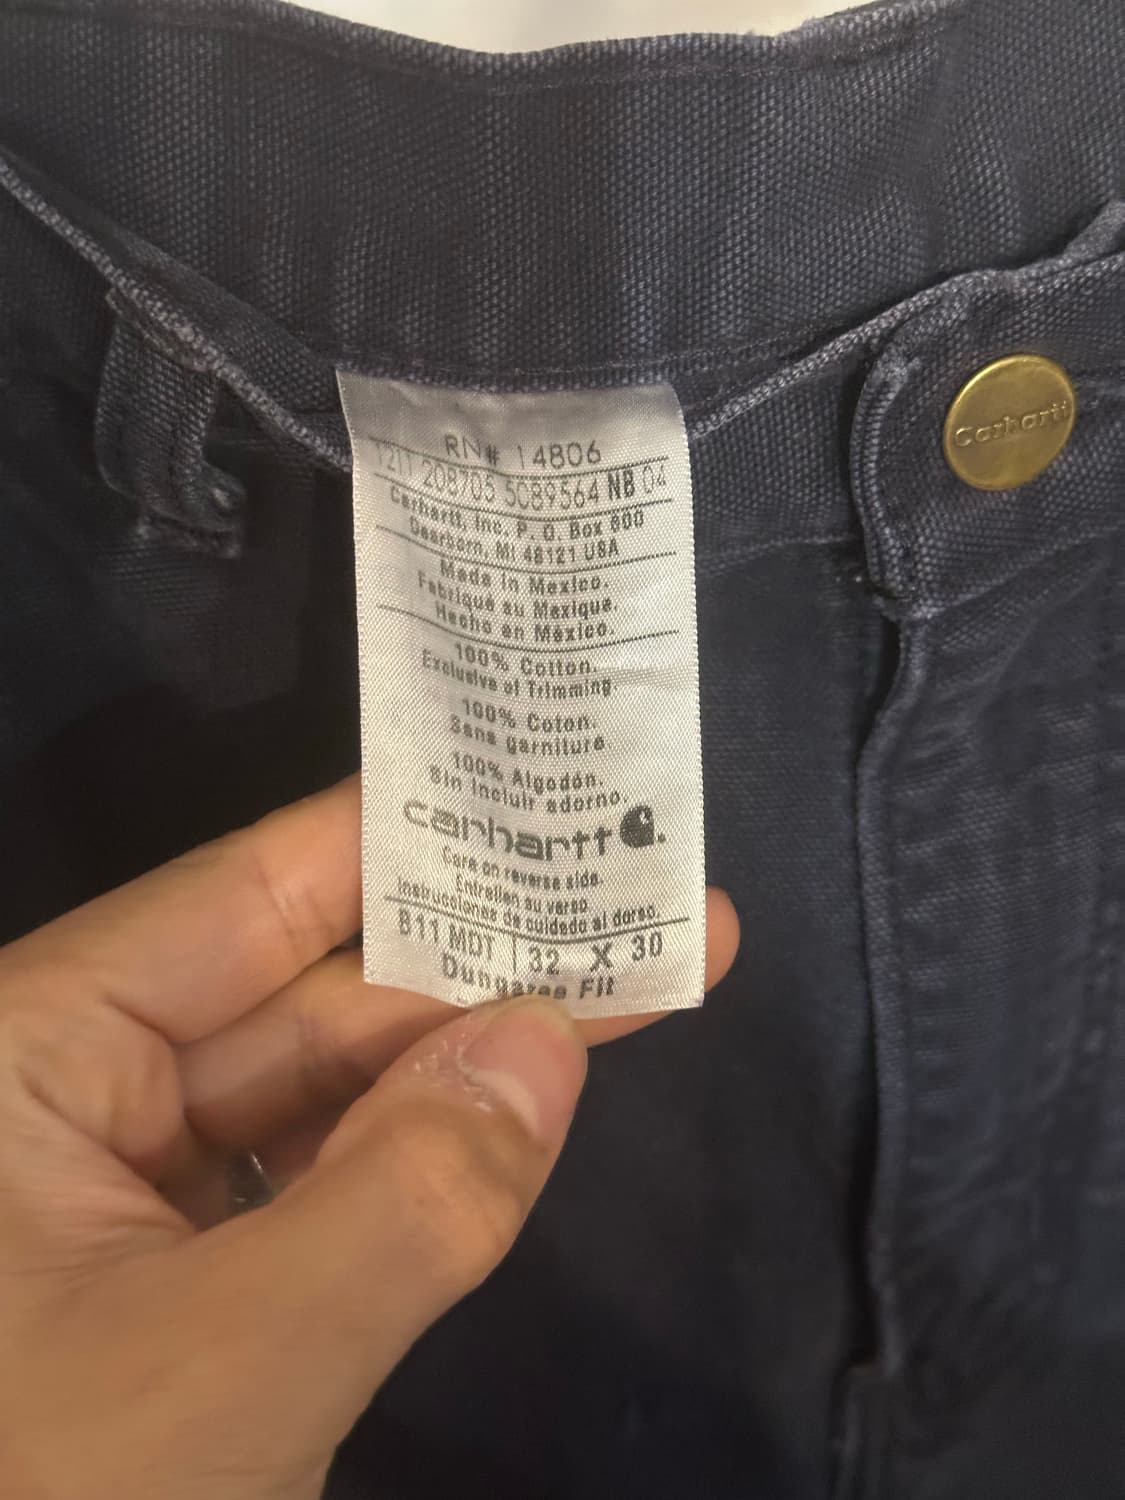 RN# 14806
1211 208705 5C89564 NB 04
Carhartt, Inc. P. O. Box 600
Dearborn, MI 48121 USA
Made in Mexico.
Fabriqué au Mexique.
Hecho en México.
100% Cotton.
Exclusive of Trimming.
100% Coton.
Sans garniture.
100% Algodón.
Sin incluir adorno.
carhartt
Care on reverse side.
Entretien au verso
Instrucciones de cuidado al dorso.
B11 MDT | 32 X 30
Dungaree Fit
Carhartt